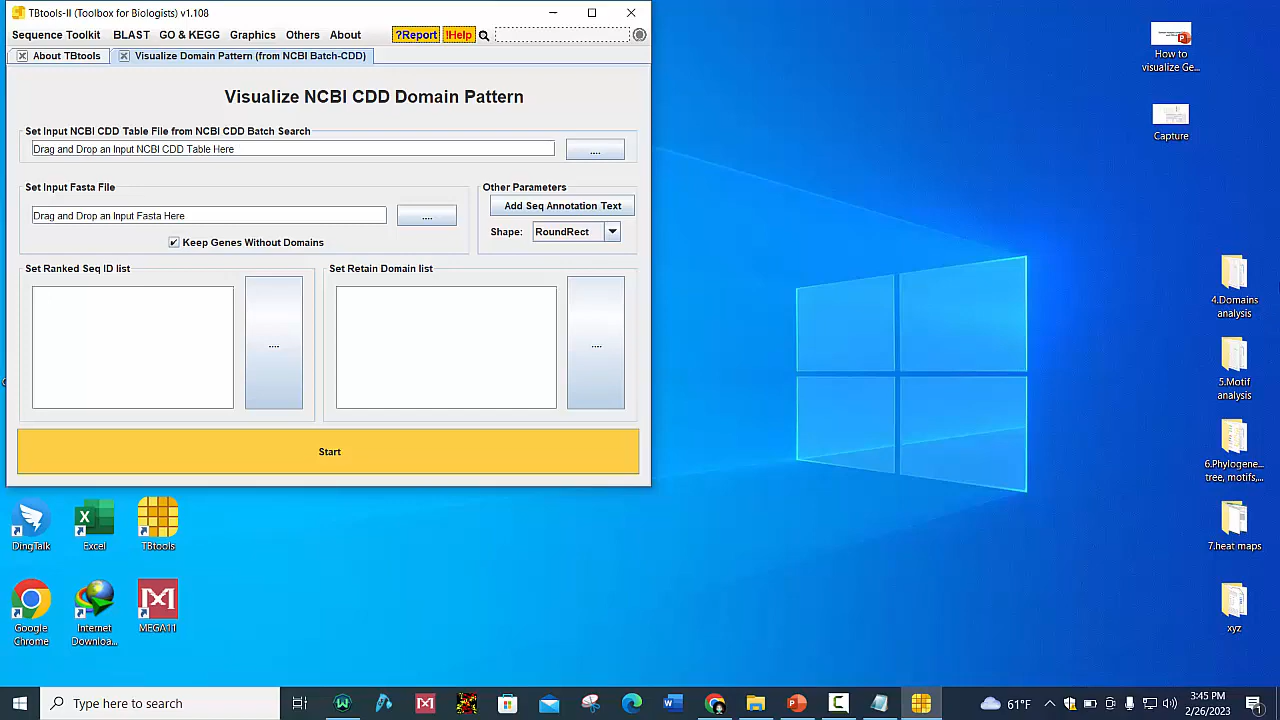 TBtools-II (Toolbox for Biologists) v1.108
Sequence Toolkit BLAST GO & KEGG Graphics Others About ?Report !Help
About TBtools Visualize Domain Pattern (from NCBI Batch-CDD)
Visualize NCBI CDD Domain Pattern
Set Input NCBI CDD Table File from NCBI CDD Batch Search
Drag and Drop an Input NCBI CDD Table Here ....
Set Input Fasta File
Drag and Drop an Input Fasta Here ....
Keep Genes Without Domains
Other Parameters
Add Seq Annotation Text
Shape: RoundRect
Set Ranked Seq ID list
....
Set Retain Domain list
....
Start
How to
visualize Ge...
Capture
4.Domains
analysis
5.Motif
analysis
6.Phylogene...
tree, motifs,...
7.heat maps
xyz
DingTalk
Excel
TBtools
Google
Chrome
Internet
Downloa...
MEGA11
Type here to search
61°F
3:45 PM
2/26/2023